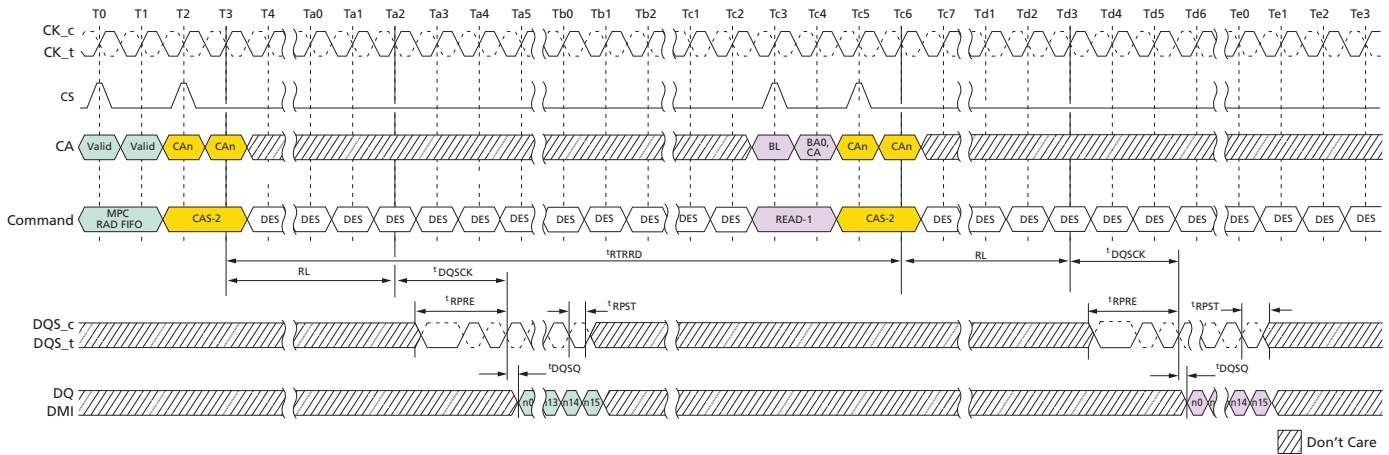 T0 T1 T2 T3 T4 Ta0 Ta1 Ta2 Ta3 Ta4 Ta5 Tb0 Tb1 Tb2 Tc1 Tc2 Tc3 Tc4 Tc5 Tc6 Tc7 Td1 Td2 Td3 Td4 Td5 Td6 Te0 Te1 Te2 Te3
CK_c
CK_t
CS
CA Valid Valid CAn CAn BL BA0, CA CAn CAn
Command MPC RAD FIFO CAS-2 DES DES DES DES DES DES DES DES DES DES DES DES READ-1 CAS-2 DES DES DES DES DES DES DES DES DES DES DES
tRTRRD
RL tDQSCK RL tDQSCK
tRPRE tRPST tRPRE tRPST
DQS_c
DQS_t
tDQSQ tDQSQ
DQ
DMI
n0 n13 n14 n15 n0 n n14 n15
Don't Care